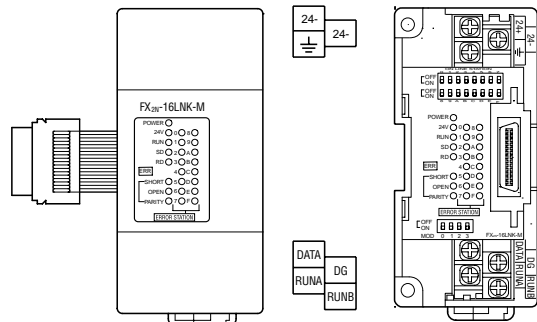 FX2N-16LNK-M
POWER
24V 0 8
RUN 1 9
SD 2 A
RD 3 B
ERR 4 C
SHORT 5 D
OPEN 6 E
PARITY 7 F
ERROR STATION
24-
24-
DATA
DG
RUNA
RUNB
24+
24-
OFF
ON
OFF
ON
POWER
24V 0 8
RUN 1 9
SD 2 A
RD 3 B
ERR 4 C
SHORT 5 D
OPEN 6 E
PARITY 7 F
ERROR STATION
OFF
ON
MOD 0 1 2 3
FX2N-16LNK-M
DATA
RUNA
DG
RUNB